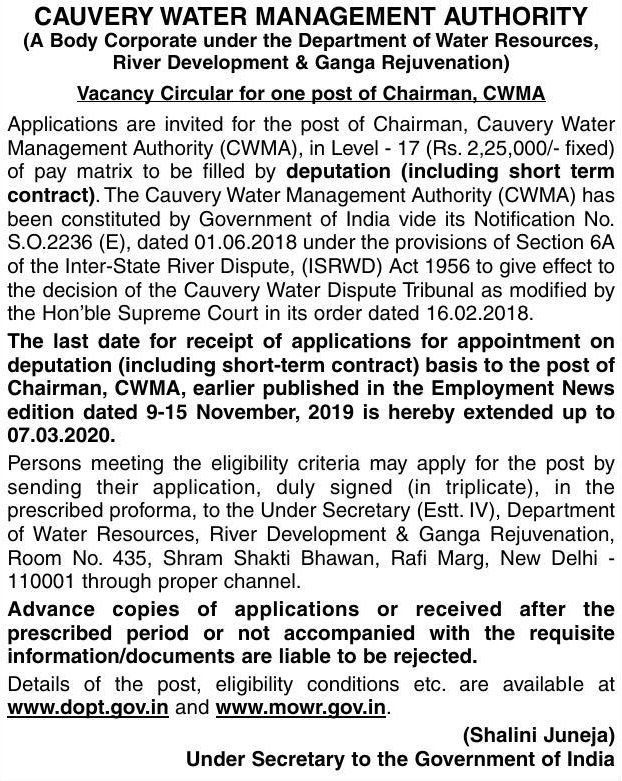 CAUVERY WATER MANAGEMENT AUTHORITY
(A Body Corporate under the Department of Water Resources,
River Development & Ganga Rejuvenation)
Vacancy Circular for one post of Chairman, CWMA
Applications are invited for the post of Chairman, Cauvery Water
Management Authority (CWMA), in Level - 17 (Rs. 2,25,000/- fixed)
of pay matrix to be filled by deputation (including short term
contract). The Cauvery Water Management Authority (CWMA) has
been constituted by Government of India vide its Notification No.
S.O.2236 (E), dated 01.06.2018 under the provisions of Section 6A
of the Inter-State River Dispute, (ISRWD) Act 1956 to give effect to
the decision of the Cauvery Water Dispute Tribunal as modified by
the Hon'ble Supreme Court in its order dated 16.02.2018.
The last date for receipt of applications for appointment on
deputation (including short-term contract) basis to the post of
Chairman, CWMA, earlier published in the Employment News
edition dated 9-15 November, 2019 is hereby extended up to
07.03.2020.
Persons meeting the eligibility criteria may apply for the post by
sending their application, duly signed (in triplicate), in the
prescribed proforma, to the Under Secretary (Estt. IV), Department
of Water Resources, River Development & Ganga Rejuvenation,
Room No. 435, Shram Shakti Bhawan, Rafi Marg, New Delhi -
110001 through proper channel.
Advance copies of applications or received after the
prescribed period or not accompanied with the requisite
information/documents are liable to be rejected.
Details of the post, eligibility conditions etc. are available at
www.dopt.gov.in and www.mowr.gov.in.
(Shalini Juneja)
Under Secretary to the Government of India